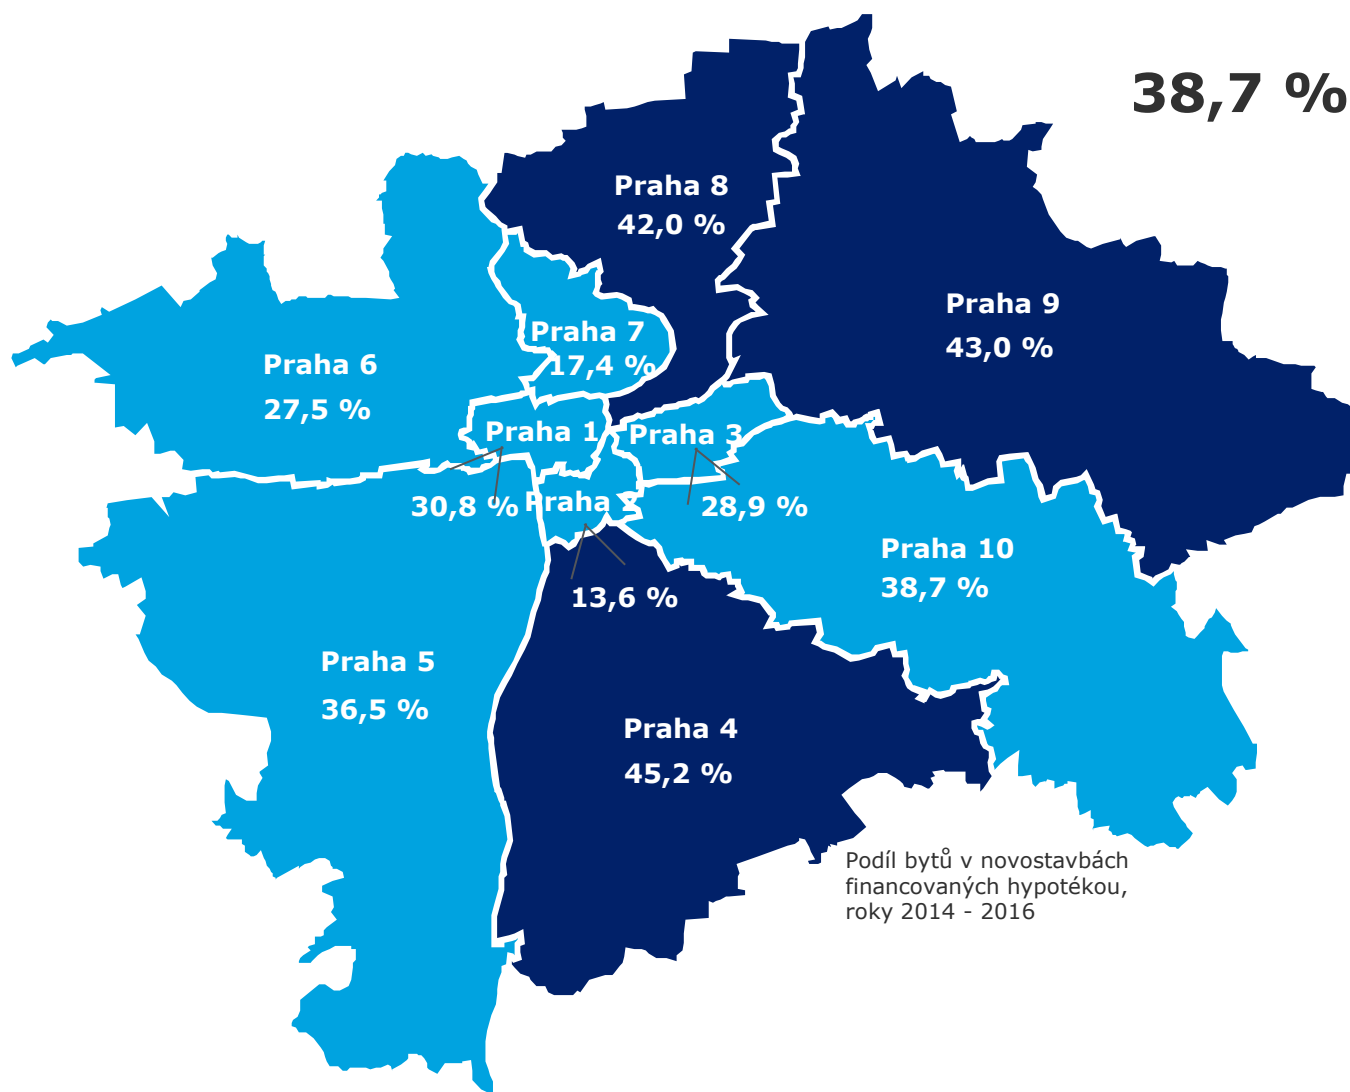 38,7 %
Praha 8
42,0 %
Praha 9
43,0 %
Praha 7
17,4 %
Praha 6
27,5 %
Praha 1
30,8 %
Praha 3
28,9 %
Praha 2
13,6 %
Praha 10
38,7 %
Praha 5
36,5 %
Praha 4
45,2 %
Podíl bytů v novostavbách
financovaných hypotékou,
roky 2014 - 2016